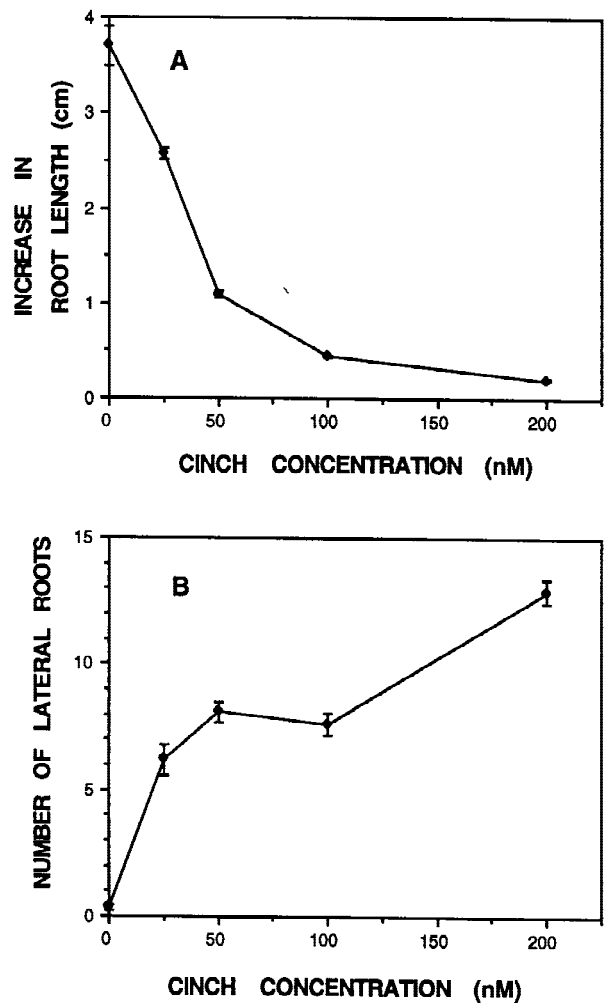 A
INCREASE IN
ROOT LENGTH (cm)
4
3
2
1
0
0 50 100 150 200
CINCH CONCENTRATION (nM)
B
NUMBER OF LATERAL ROOTS
15
10
5
0
0 50 100 150 200
CINCH CONCENTRATION (nM)